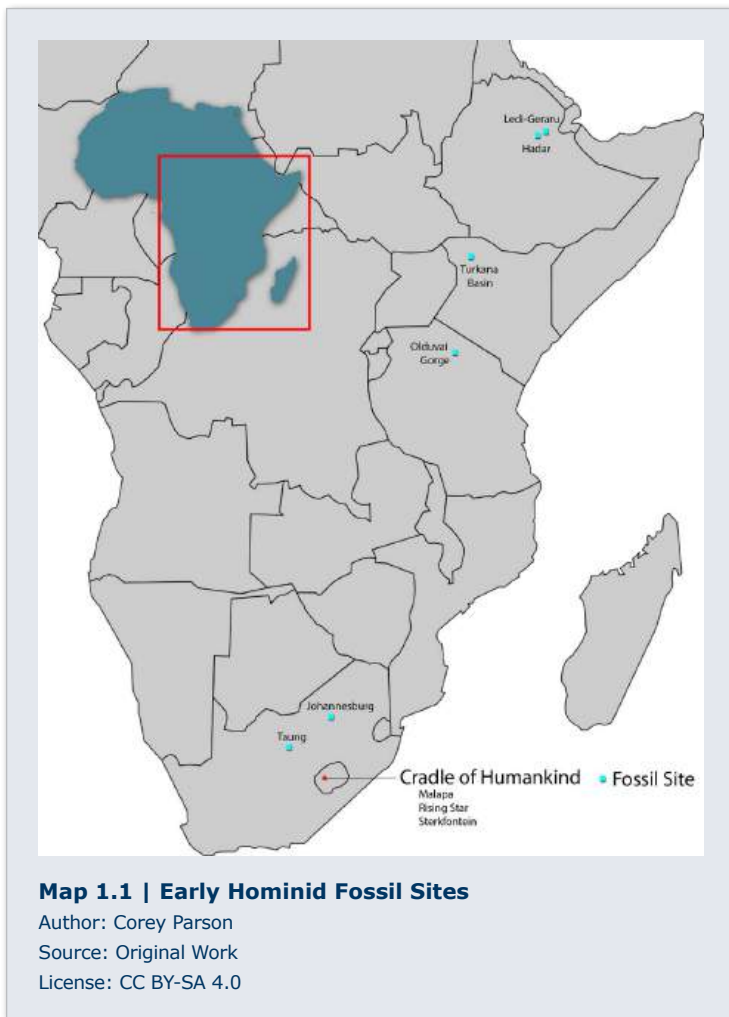 Ledi-Geraru
Hadar
Turkana
Basin
Olduvai
Gorge
Johannesburg
Taung
Cradle of Humankind
Malapa
Rising Star
Sterkfontein
Fossil Site
Map 1.1 | Early Hominid Fossil Sites
Author: Corey Parson
Source: Original Work
License: CC BY-SA 4.0